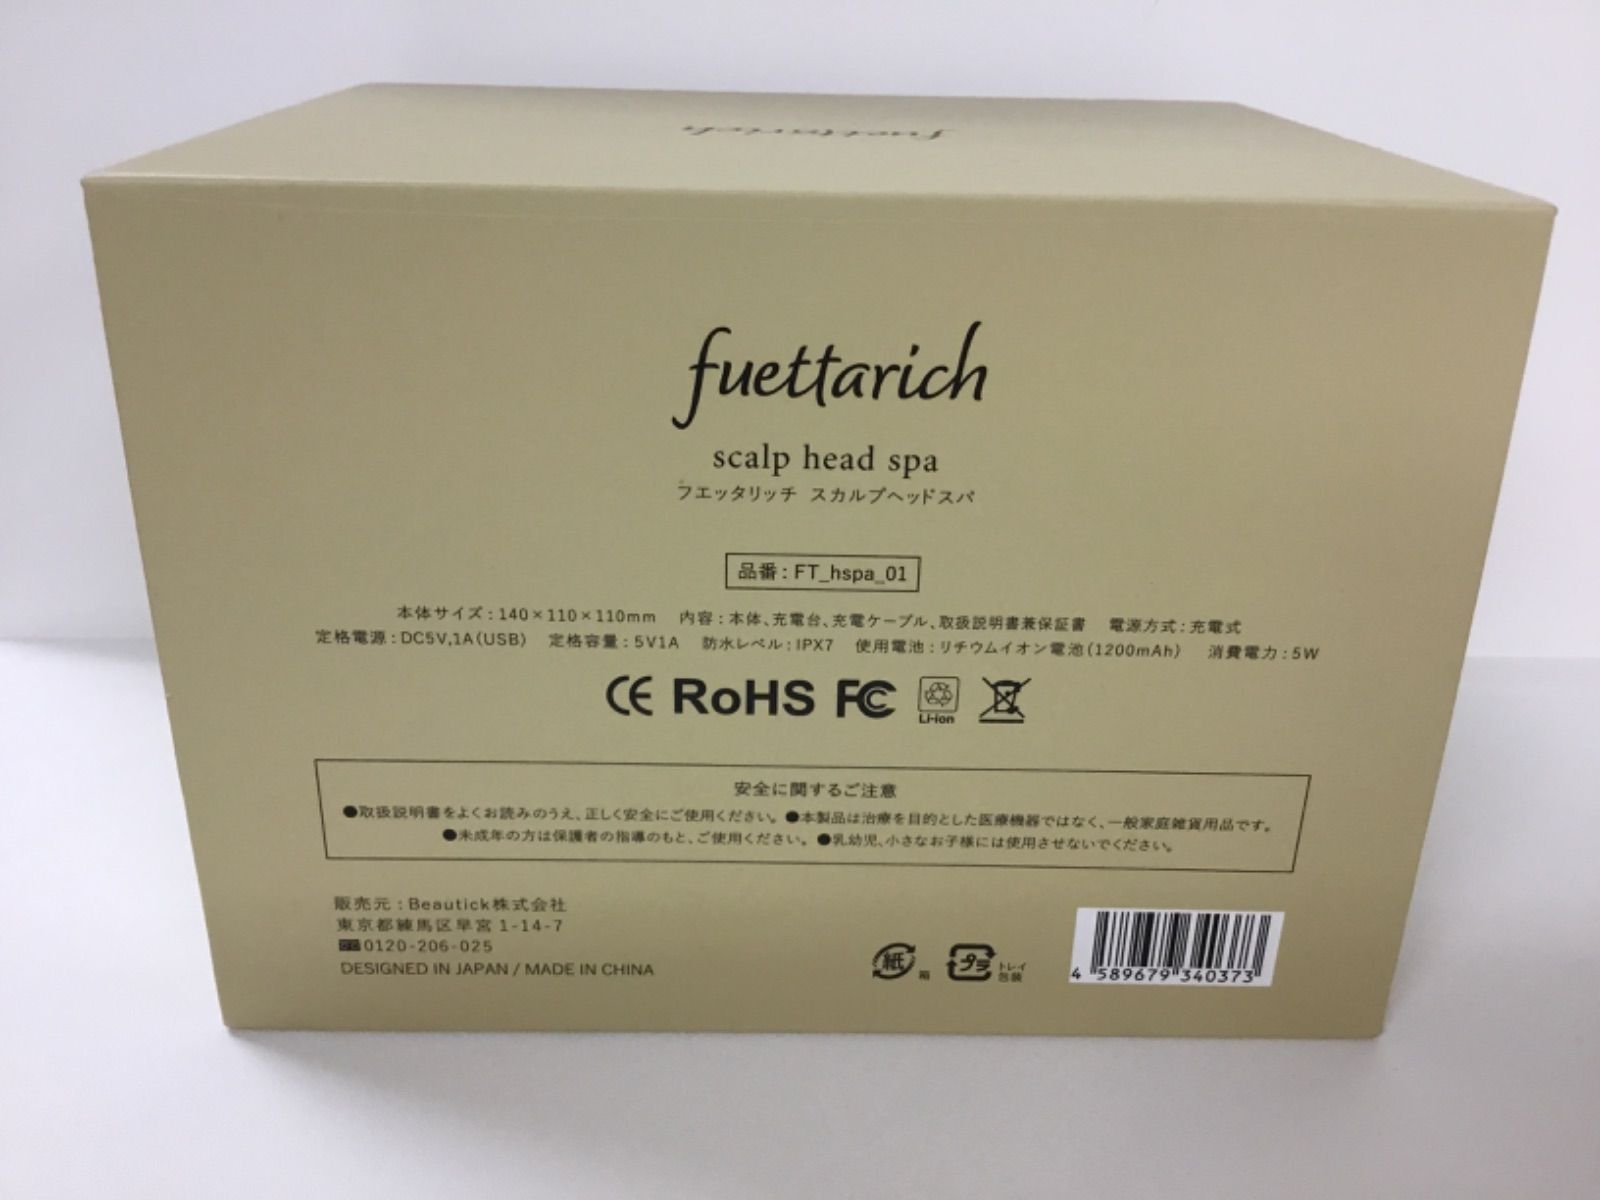 fuettarich
fuettarich
scalp head spa
フエッタリッチ スカルプヘッドスパ
品番：FT_hspa_01
本体サイズ：140×110×110mm 内容：本体、充電台、充電ケーブル、取扱説明書兼保証書 電源方式：充電式
定格電源：DC5V,1A(USB) 定格容量：5V1A 防水レベル：IPX7 使用電池：リチウムイオン電池(1200mAh) 消費電力：5W
CE RoHS FC
Li-ion
安全に関するご注意
●取扱説明書をよくお読みのうえ、正しく安全にご使用ください。●本製品は治療を目的とした医療機器ではなく、一般家庭雑貨用品です。
●未成年の方は保護者の指導のもと、ご使用ください。●乳幼児、小さなお子様には使用させないでください。
販売元：Beautick株式会社
東京都練馬区早宮1-14-7
0120-206-025
DESIGNED IN JAPAN / MADE IN CHINA
紙 箱 プラ トレイ 包装
4 589679 340373